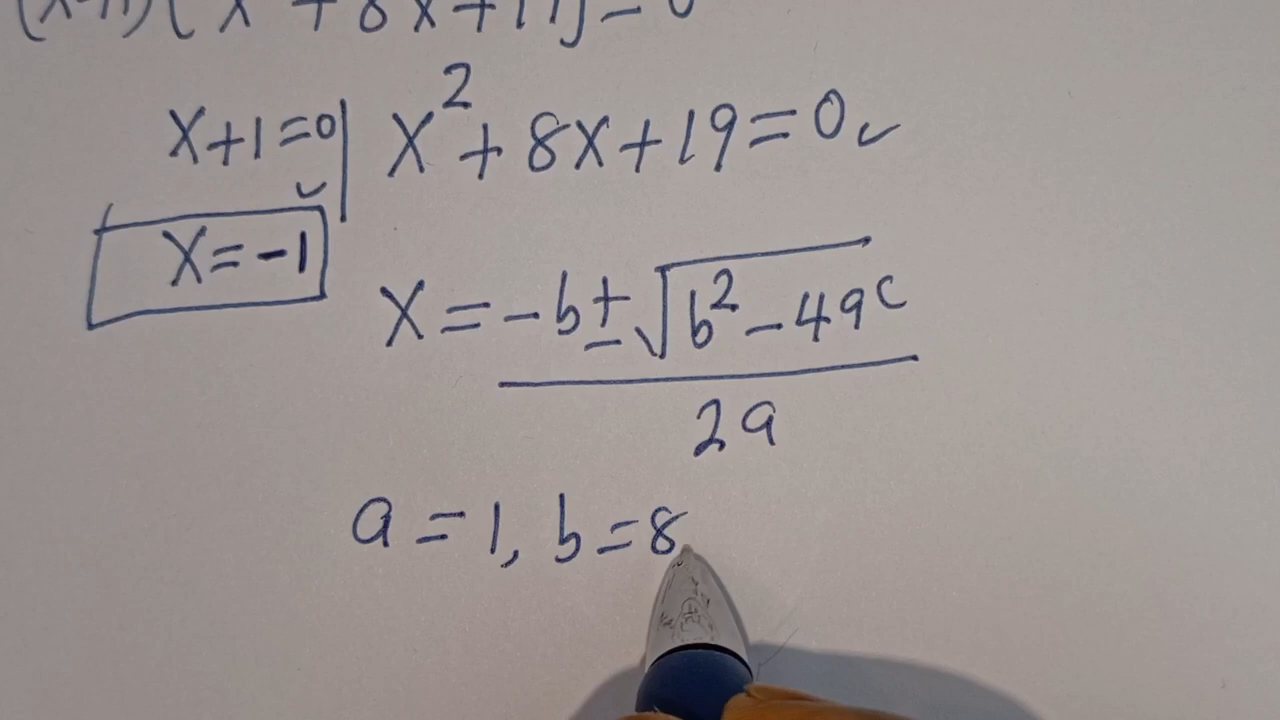 x+1=0 | x²+8x+19=0
x=-1
x = -b±√b²-4ac
2a
a=1, b=8